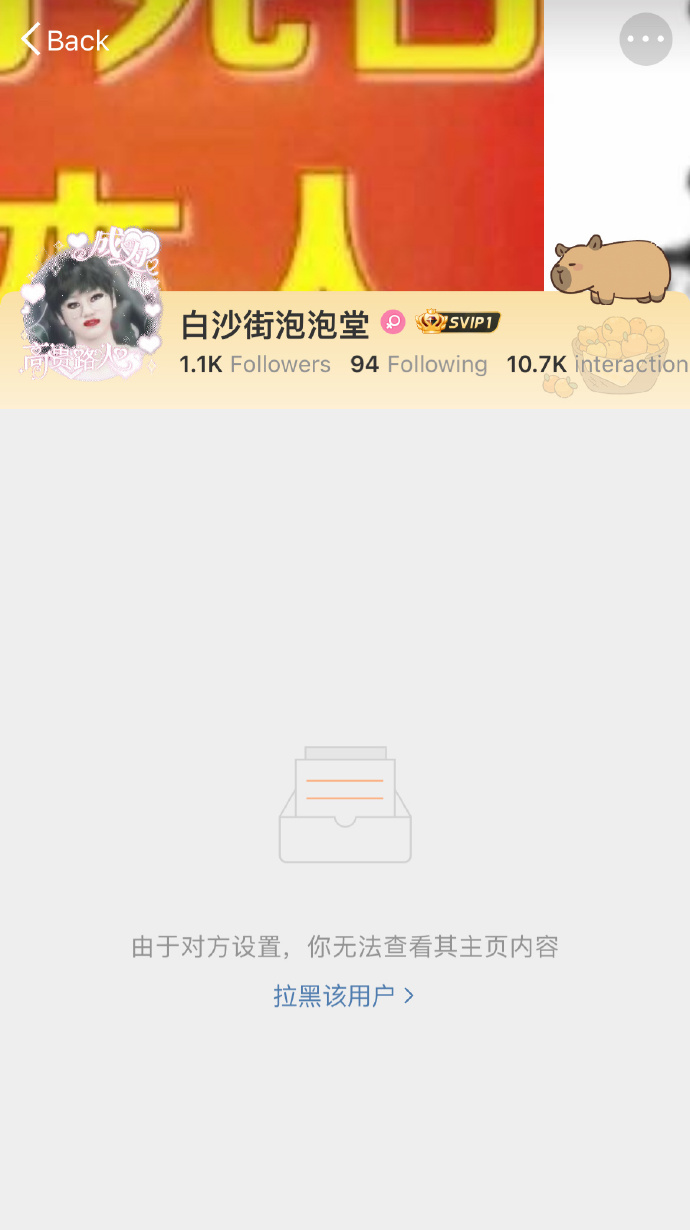 Back
成为
高贵路人
白沙街泡泡堂 SVIP1
1.1K Followers 94 Following 10.7K interaction
由于对方设置，你无法查看其主页内容
拉黑该用户 >